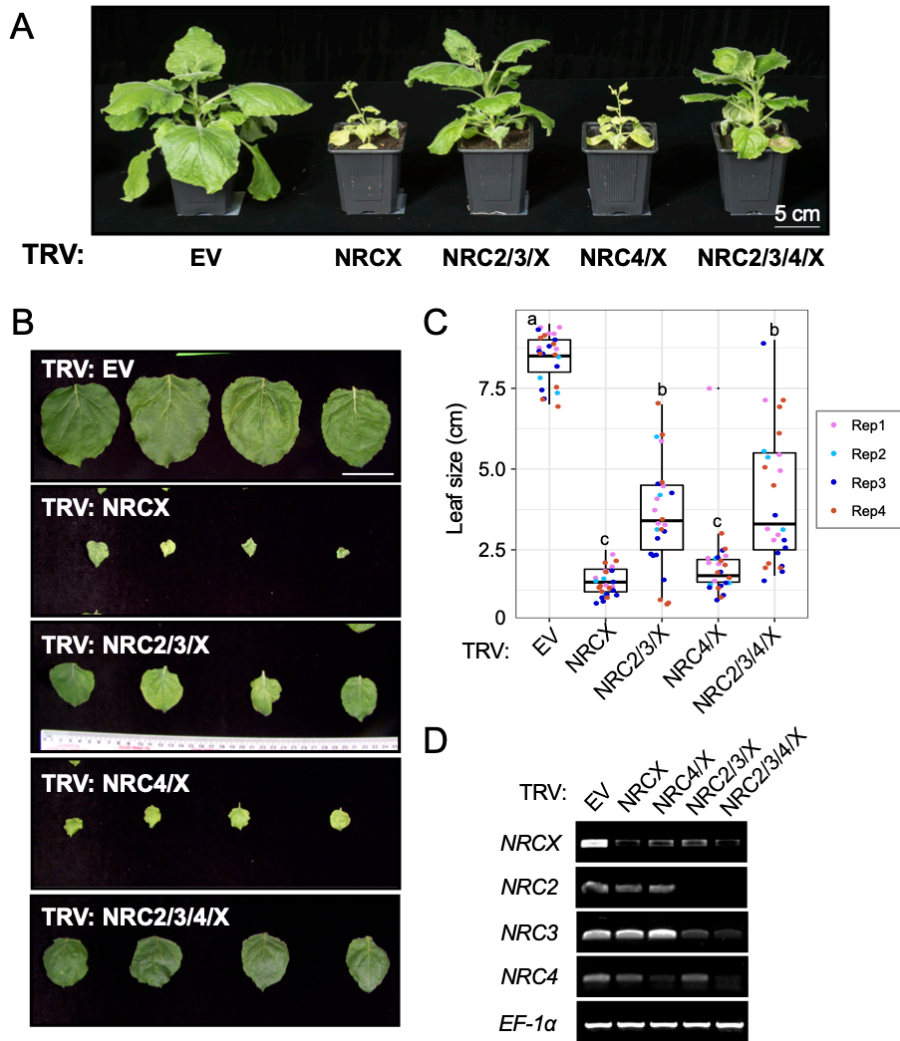 A
5 cm
TRV: EV NRCX NRC2/3/X NRC4/X NRC2/3/4/X
B
TRV: EV
TRV: NRCX
TRV: NRC2/3/X
TRV: NRC4/X
TRV: NRC2/3/4/X
C
Leaf size (cm)
7.5
5.0
2.5
0
a
c
b
c
b
TRV: EV NRCX NRC2/3/X NRC4/X NRC2/3/4/X
Rep1
Rep2
Rep3
Rep4
D
TRV: EV NRCX NRC4/X NRC2/3/X NRC2/3/4/X
NRCX
NRC2
NRC3
NRC4
EF-1α